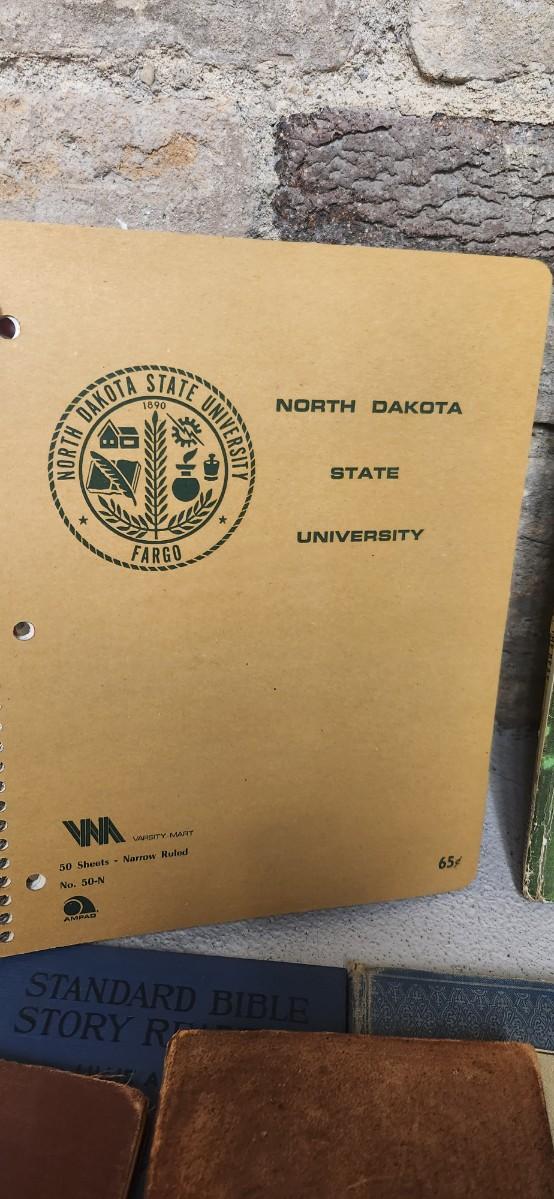 NORTH DAKOTA STATE UNIVERSITY
1890
FARGO
NORTH DAKOTA
STATE
UNIVERSITY
VARSITY MART
50 Sheets - Narrow Ruled
No. 50-N
AMPAD
65¢
STANDARD BIBLE
STORY